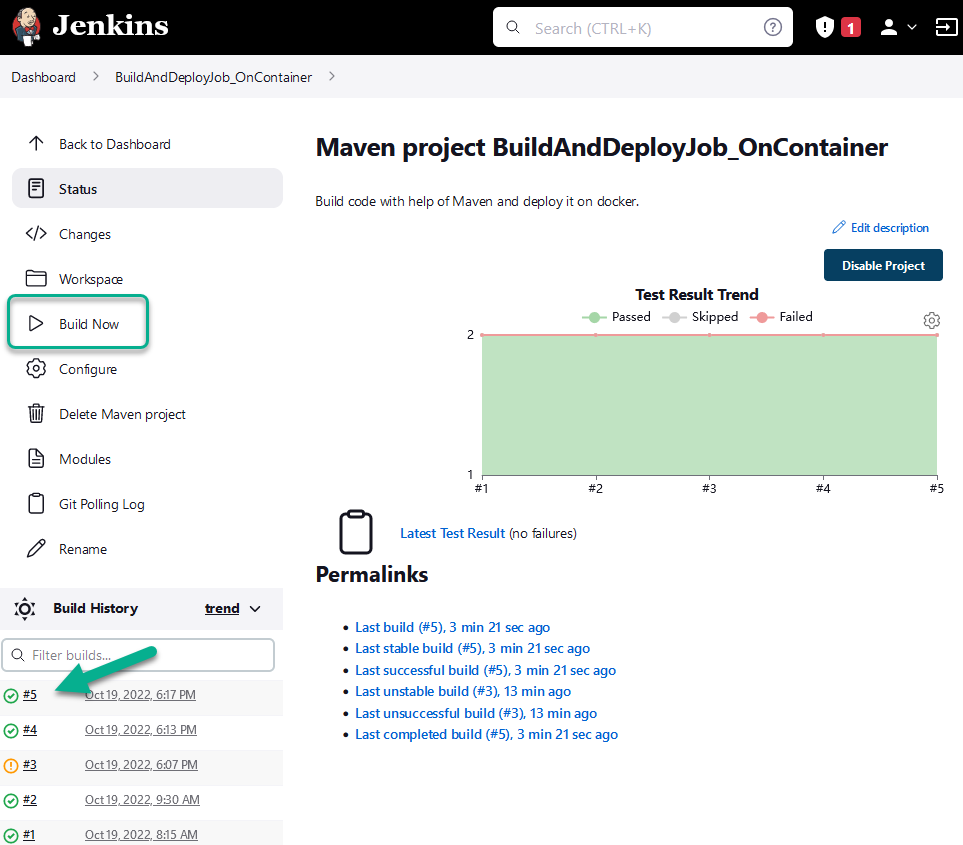 Jenkins
Search (CTRL+K)
1
Dashboard
BuildAndDeployJob_OnContainer
Back to Dashboard
Status
Changes
Workspace
Build Now
Configure
Delete Maven project
Modules
Git Polling Log
Rename
Build History
trend
Filter builds...
#5 Oct 19, 2022, 6:17 PM
#4 Oct 19, 2022, 6:13 PM
#3 Oct 19, 2022, 6:07 PM
#2 Oct 19, 2022, 9:30 AM
#1 Oct 19, 2022, 8:15 AM
Maven project BuildAndDeployJob_OnContainer
Build code with help of Maven and deploy it on docker.
Edit description
Disable Project
Test Result Trend
Passed Skipped Failed
2
1
#1 #2 #3 #4 #5
Latest Test Result (no failures)
Permalinks
Last build (#5), 3 min 21 sec ago
Last stable build (#5), 3 min 21 sec ago
Last successful build (#5), 3 min 21 sec ago
Last unstable build (#3), 13 min ago
Last unsuccessful build (#3), 13 min ago
Last completed build (#5), 3 min 21 sec ago